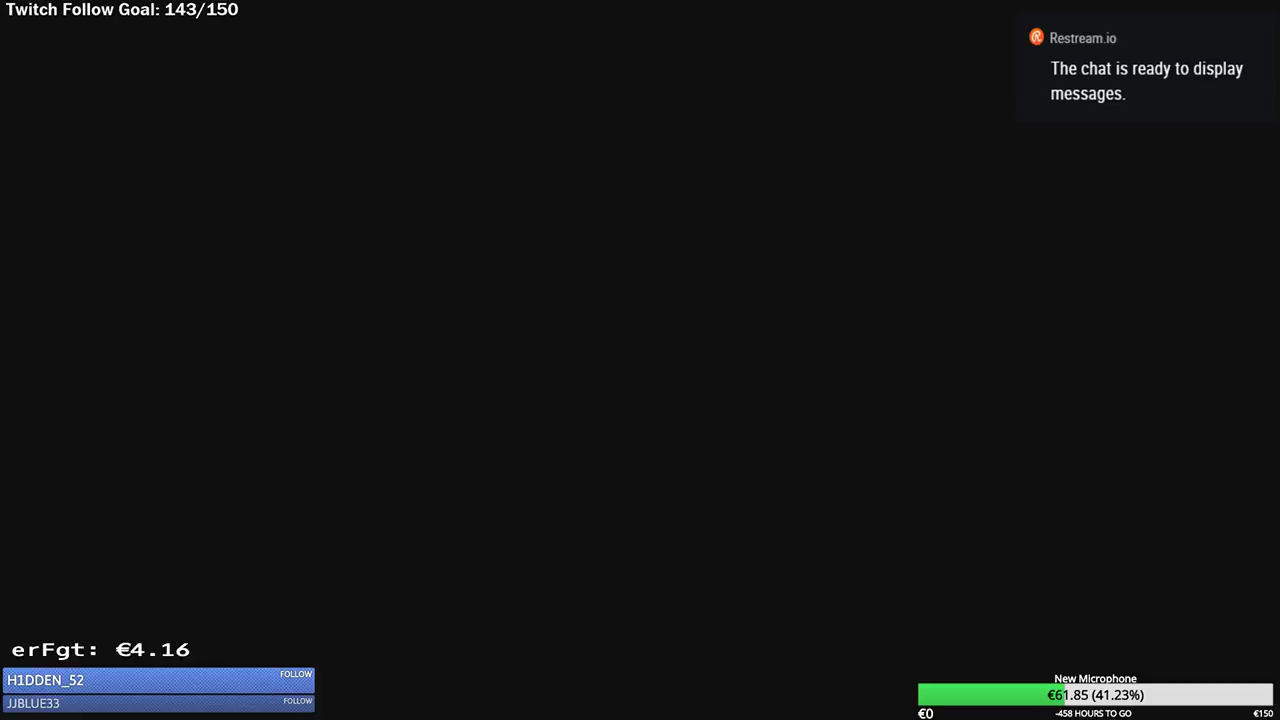 Twitch Follow Goal: 143/150
Restream.io
The chat is ready to display
messages.
erFgt: €4.16
H1DDEN_52 FOLLOW
JJBLUE33 FOLLOW
New Microphone
€61.85 (41.23%)
€0 -458 HOURS TO GO €150